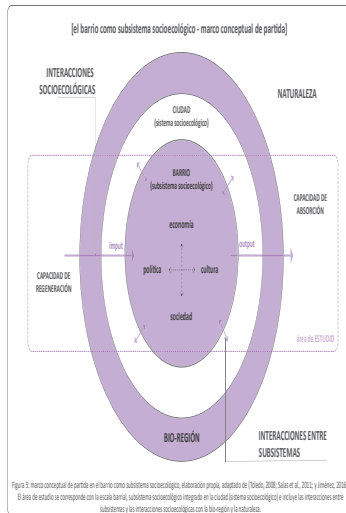 [el barrio como subsistema socioecológico - marco conceptual de partida]
INTERACCIONES
SOCIOECOLÓGICAS
NATURALEZA
CIUDAD
(sistema socioecológico)
BARRIO
(subsistema socioecológico)
CAPACIDAD DE
ABSORCIÓN
economía
imput
output
política
cultura
CAPACIDAD DE
REGENERACIÓN
sociedad
área de ESTUDIO
BIO-REGIÓN
INTERACCIONES ENTRE
SUBSISTEMAS
Figura 5: marco conceptual de partida en el barrio como subsistema socioecológico, elaboración propia, adaptado de (Toledo, 2008; Salas et al., 2011; y Jiménez, 2016
El área de estudio se corresponde con la escala barrial, subsistema socioecológico integrado en la ciudad (sistema socioecológico) e incluye las interacciones entre
subsistemas y las interacciones socioecológicas con la bio-región y la naturaleza.